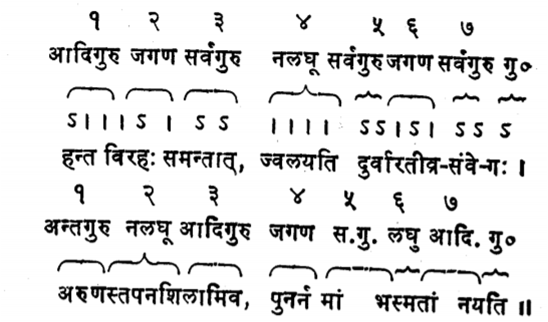 १ २ ३ ४ ५ ६ ७
आदिगुरु जगण सर्वगुरु नलघू सर्वगुरु जगण सर्वगुरु गु०
ऽ । । । ऽ । ऽ ऽ । । । । ऽ ऽ । ऽ । ऽ ऽ ऽ
हन्त विरहः समन्तात्, ज्वलयति दुर्वारतीव्र-संवे-गः ।
१ २ ३ ४ ५ ६ ७
अन्तगुरु नलघू आदिगुरु जगण स.गु. लघु आदि. गु०
अरुणस्तपनशिलामिव, पुनर्न मां भस्मतां नयति ॥